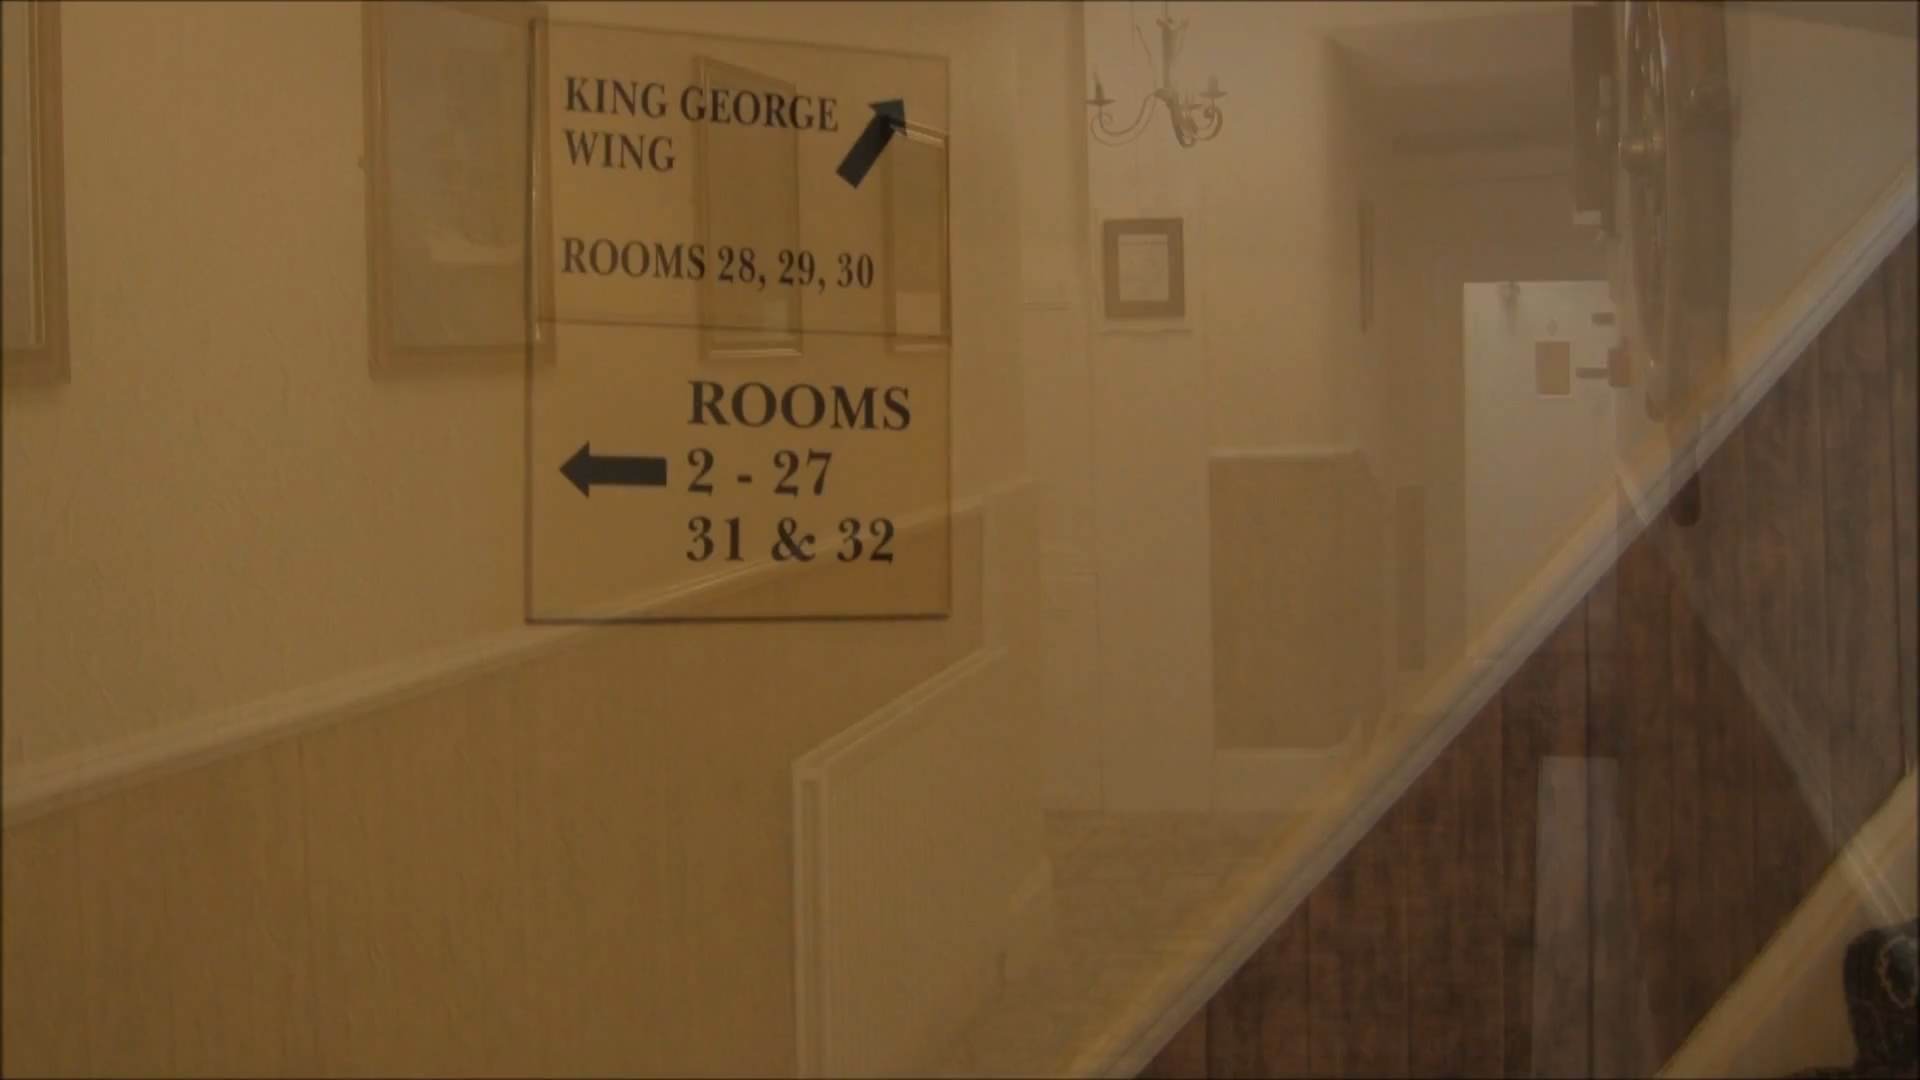 KING GEORGE
WING
ROOMS 28, 29, 30
ROOMS
2 - 27
31 & 32